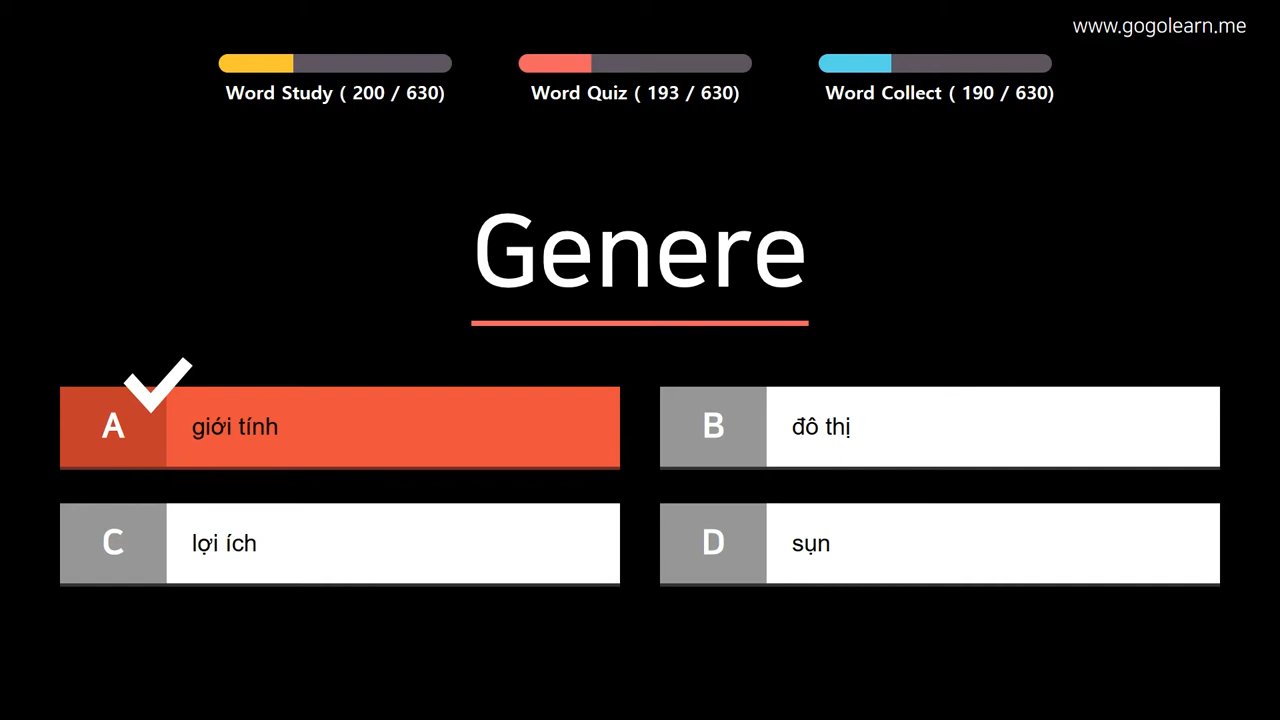 www.gogolearn.me
Word Study ( 200 / 630)
Word Quiz ( 193 / 630)
Word Collect ( 190 / 630)
Genere
A giới tính
B đô thị
C lợi ích
D sụn